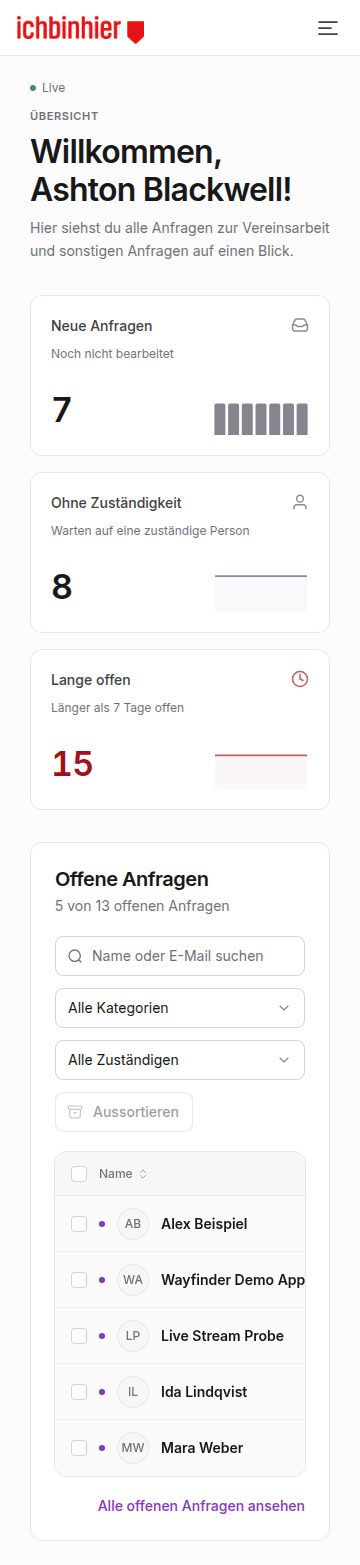 ichbinhier
Live
ÜBERSICHT
Willkommen,
Ashton Blackwell!
Hier siehst du alle Anfragen zur Vereinsarbeit
und sonstigen Anfragen auf einen Blick.
Neue Anfragen
Noch nicht bearbeitet
7
Ohne Zuständigkeit
Warten auf eine zuständige Person
8
Lange offen
Länger als 7 Tage offen
15
Offene Anfragen
5 von 13 offenen Anfragen
Name oder E-Mail suchen
Alle Kategorien
Alle Zuständigen
Aussortieren
Name
AB Alex Beispiel
WA Wayfinder Demo App
LP Live Stream Probe
IL Ida Lindqvist
MW Mara Weber
Alle offenen Anfragen ansehen